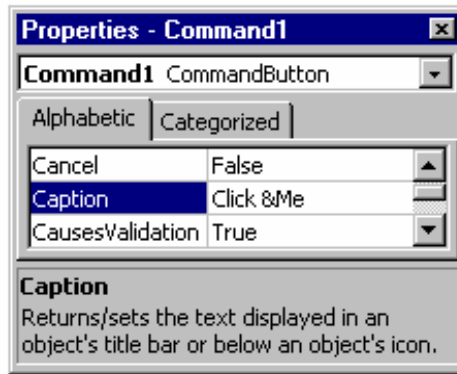 Properties - Command1
Command1 CommandButton
Alphabetic Categorized
Cancel False
Caption Click &Me
CausesValidation True
Caption
Returns/sets the text displayed in an
object's title bar or below an object's icon.